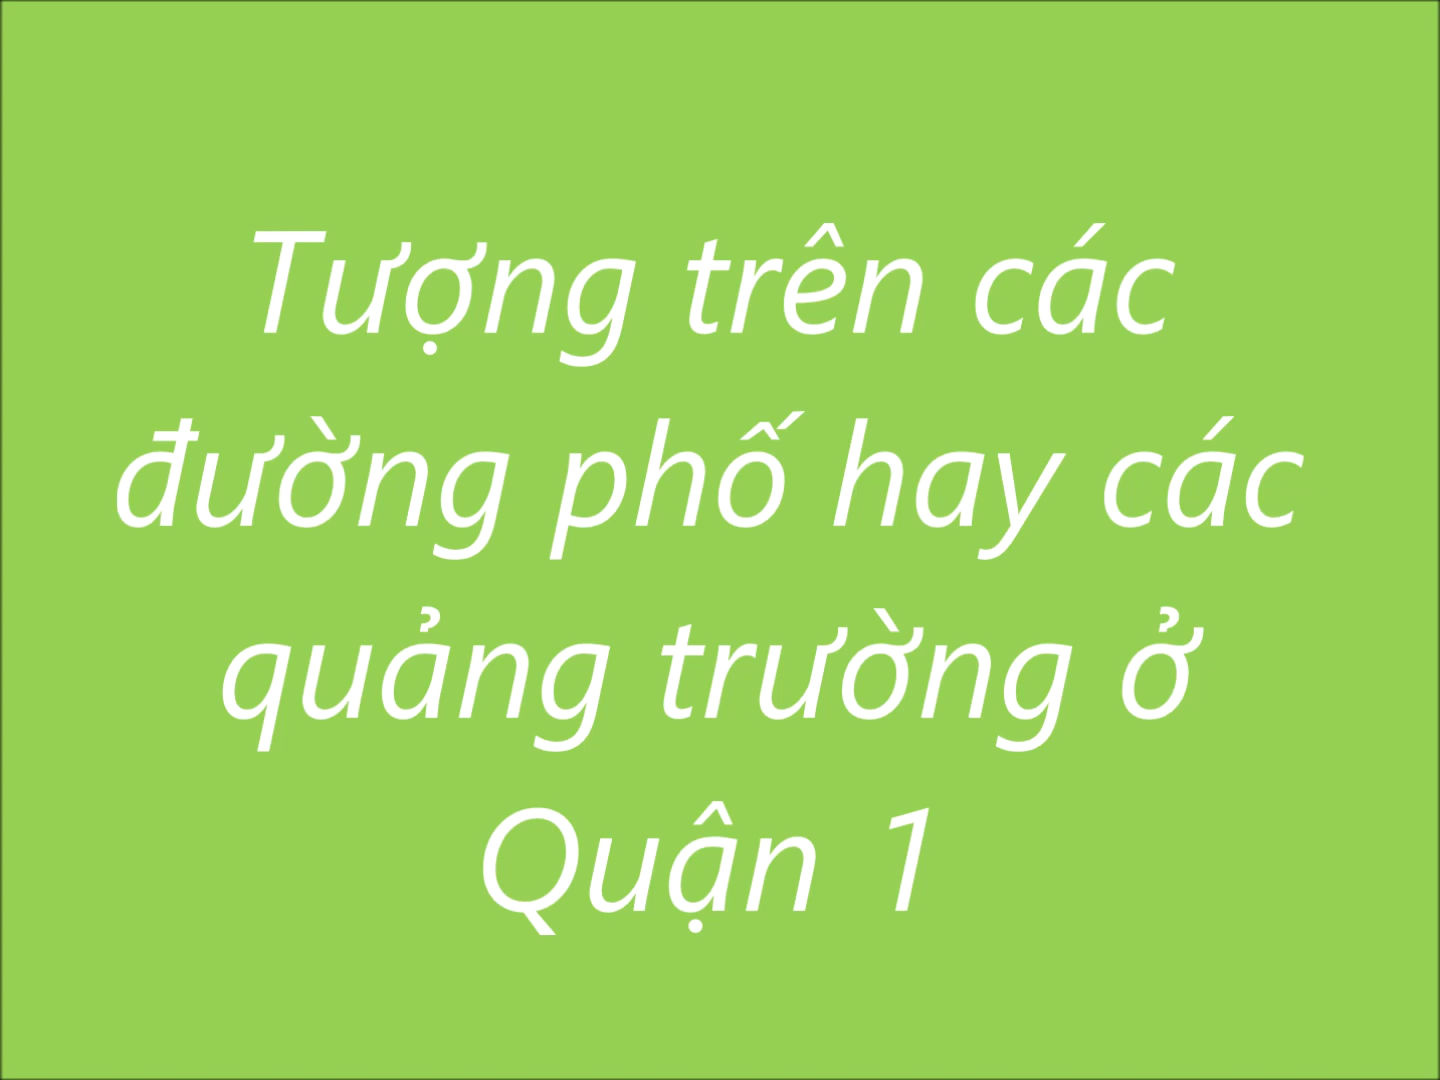 Tượng trên các
đường phố hay các
quảng trường ở
Quận 1